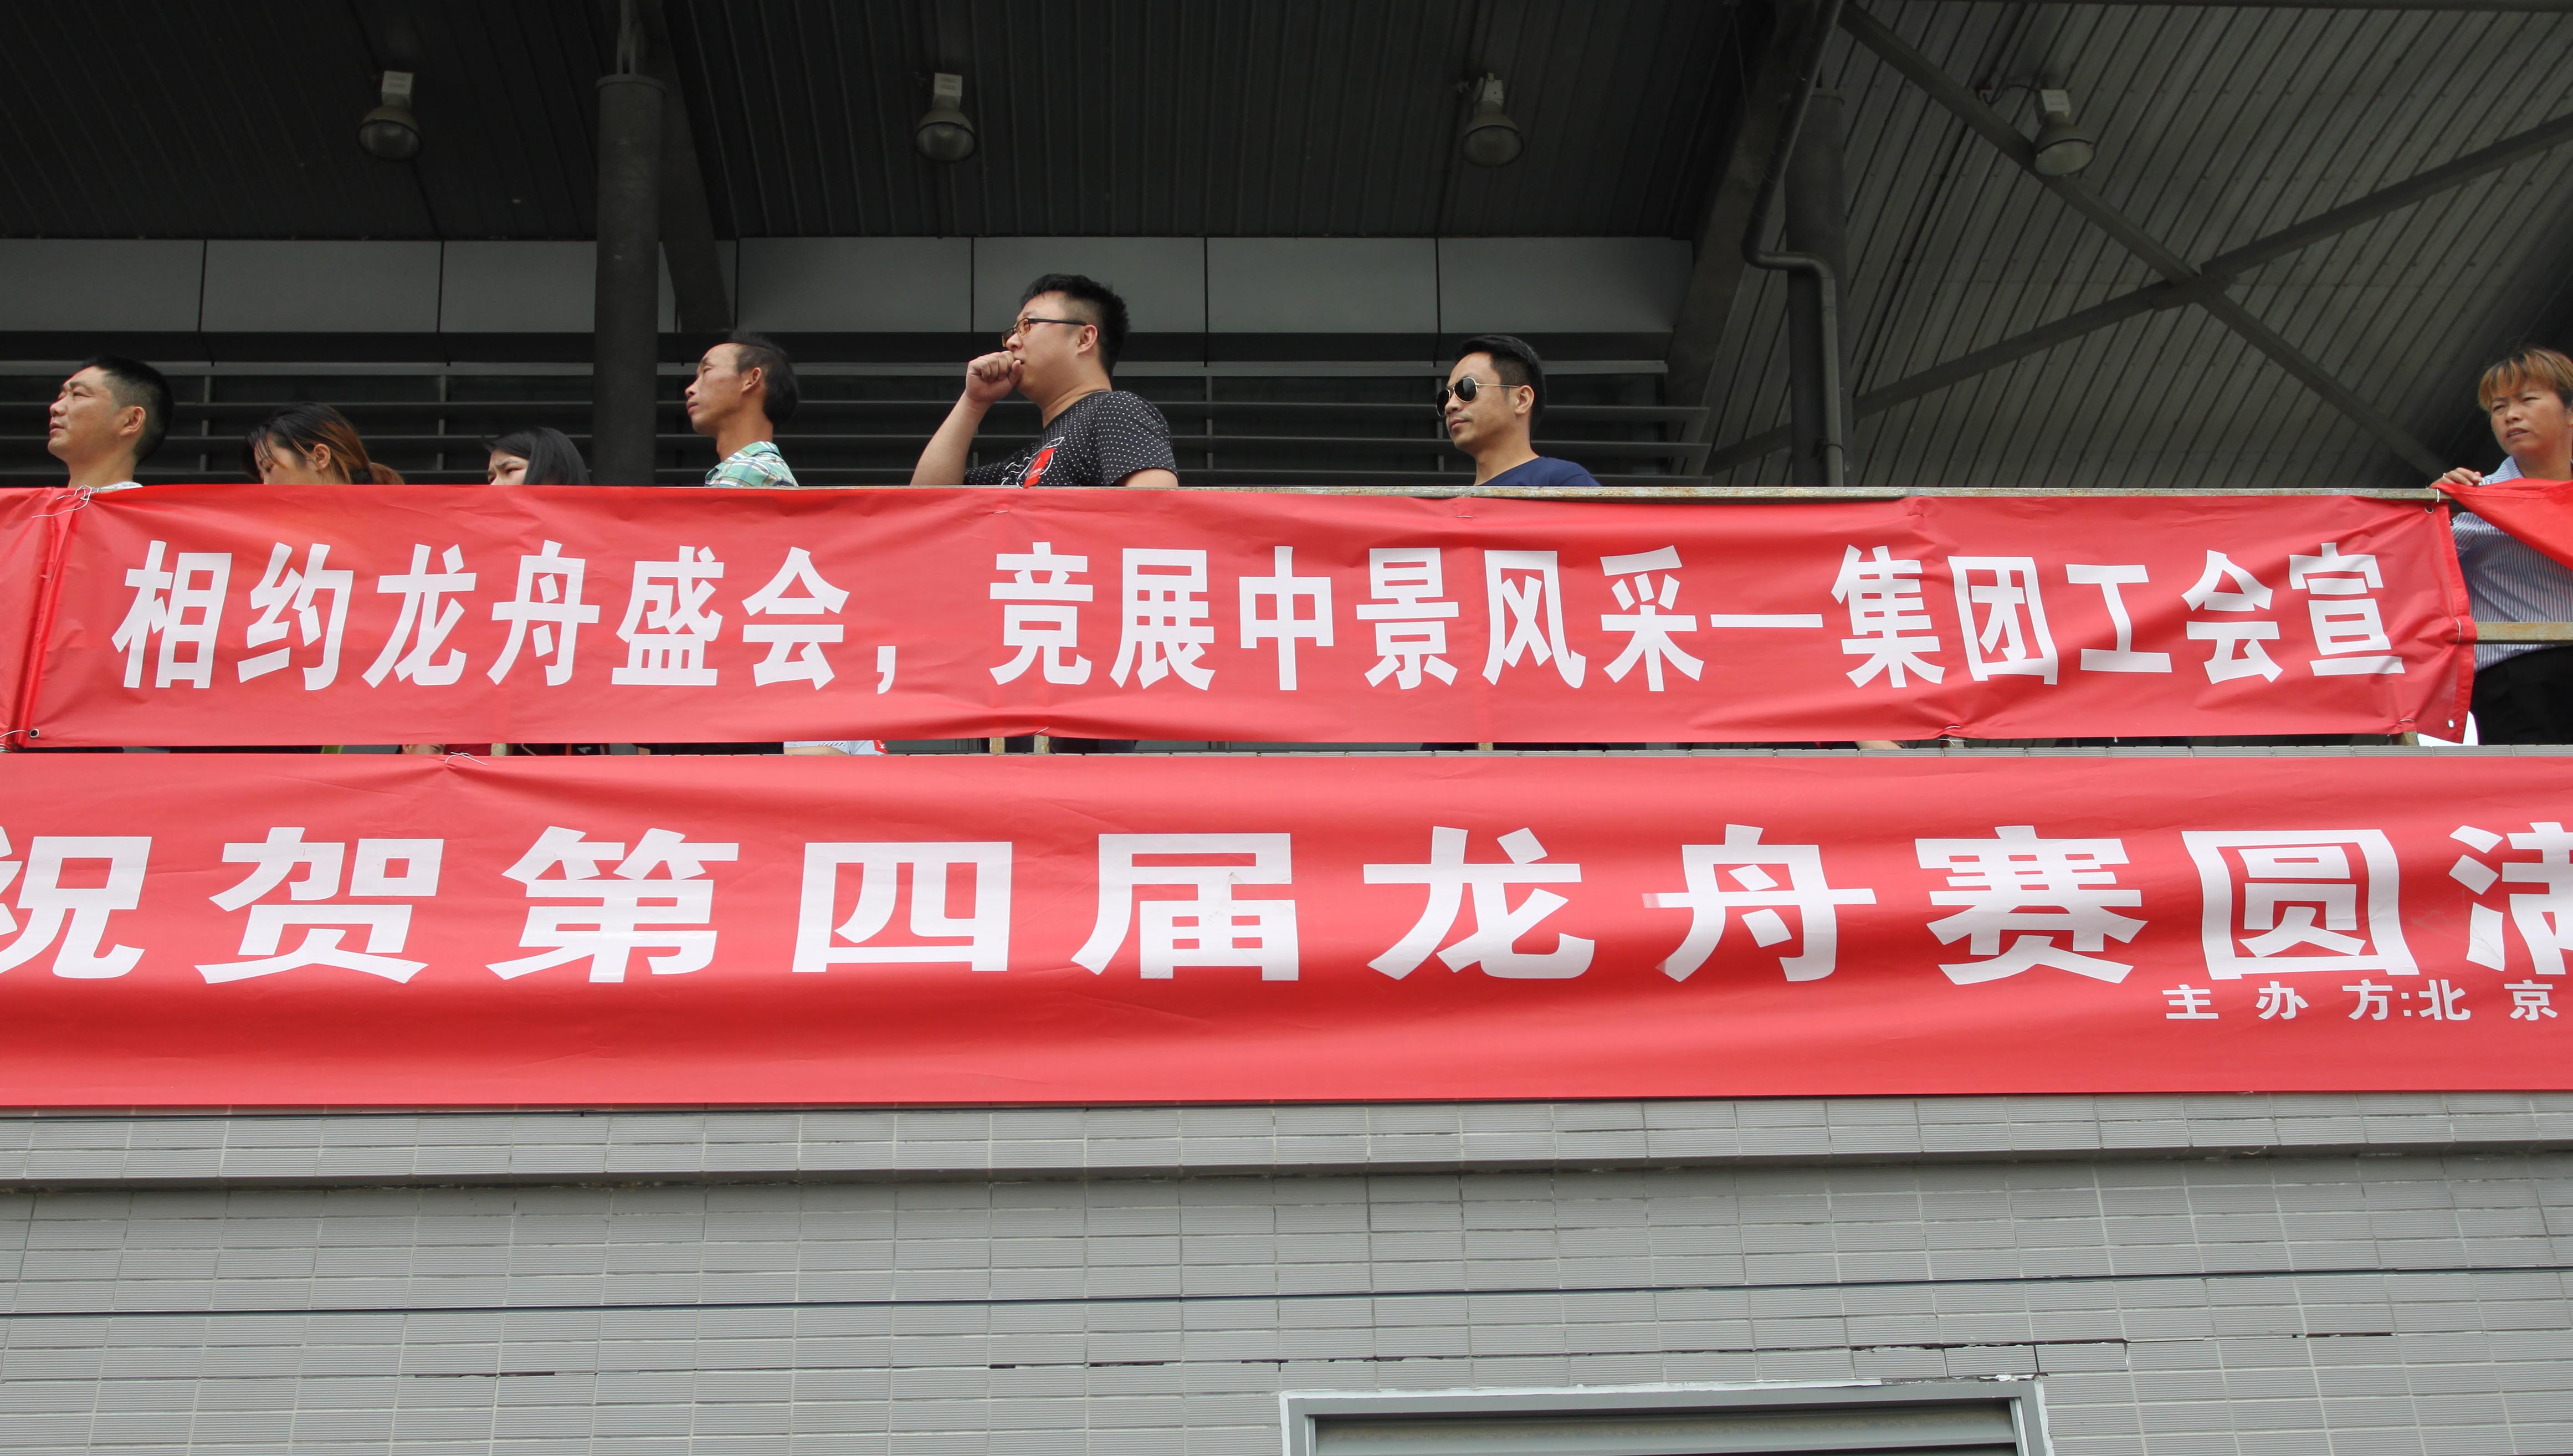 相约龙舟盛会，竞展中景风采—集团工会宣
祝贺第四届龙舟赛圆满
主办方:北京